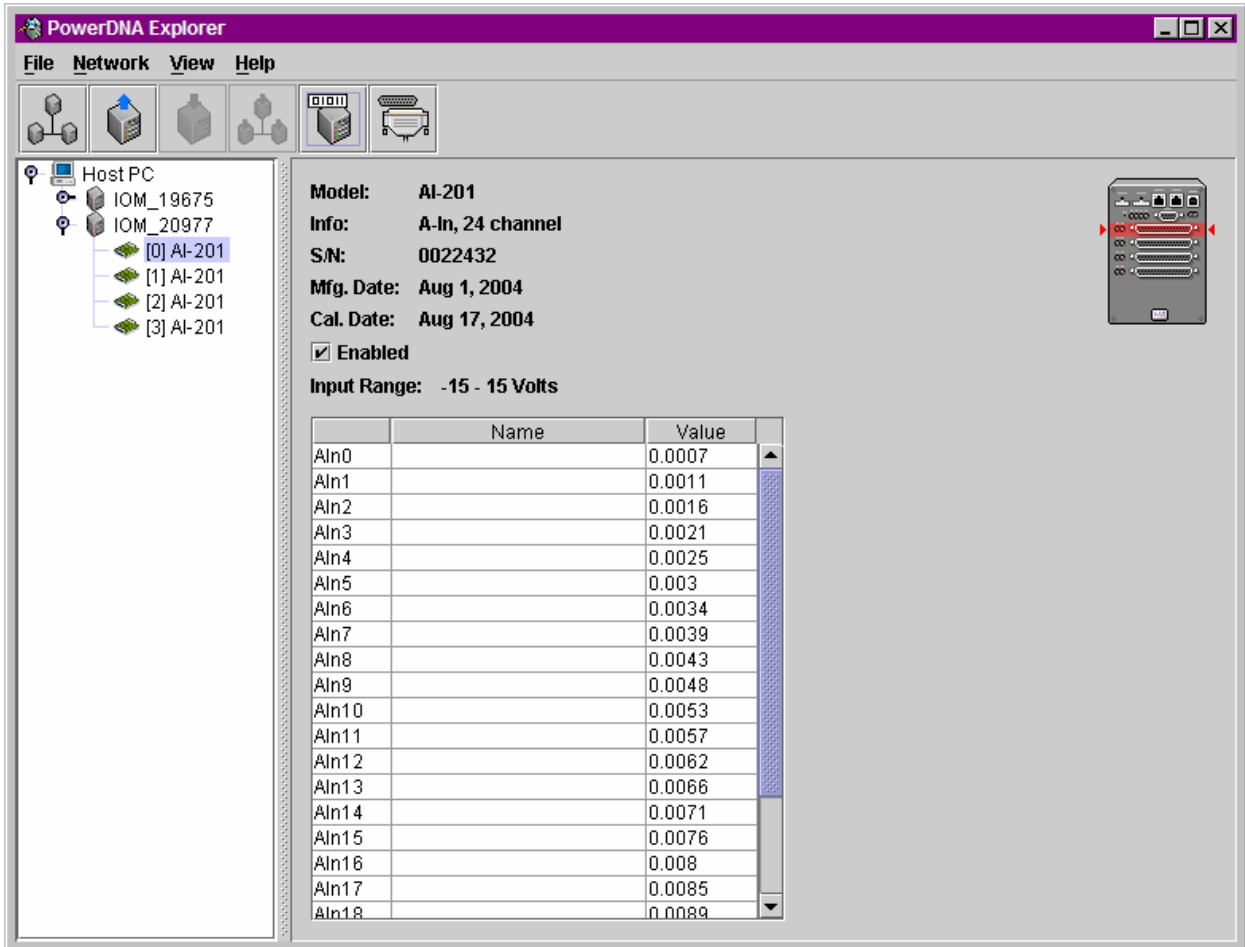 PowerDNA Explorer
File Network View Help
Host PC
IOM_19675
IOM_20977
[0] AI-201
[1] AI-201
[2] AI-201
[3] AI-201
Model: AI-201
Info: A-In, 24 channel
S/N: 0022432
Mfg. Date: Aug 1, 2004
Cal. Date: Aug 17, 2004
Enabled
Input Range: -15 - 15 Volts
Name Value
AIn0 0.0007
AIn1 0.0011
AIn2 0.0016
AIn3 0.0021
AIn4 0.0025
AIn5 0.003
AIn6 0.0034
AIn7 0.0039
AIn8 0.0043
AIn9 0.0048
AIn10 0.0053
AIn11 0.0057
AIn12 0.0062
AIn13 0.0066
AIn14 0.0071
AIn15 0.0076
AIn16 0.008
AIn17 0.0085
AIn18 0.0089